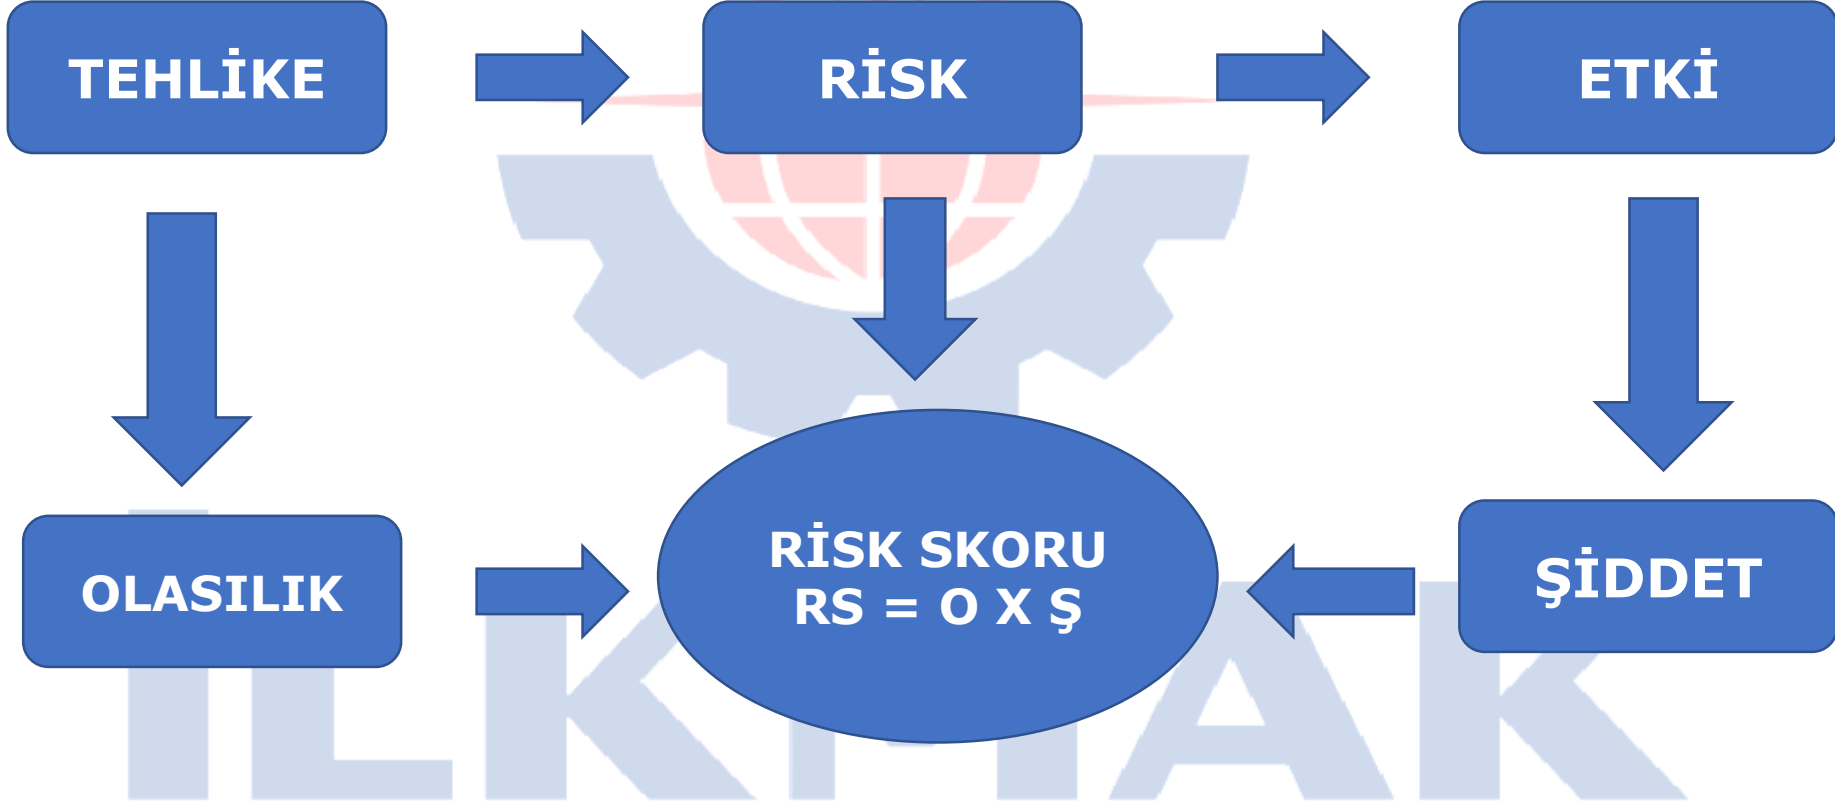 TEHLİKE
RİSK
ETKİ
OLASILIK
RİSK SKORU
RS = O X Ş
ŞİDDET